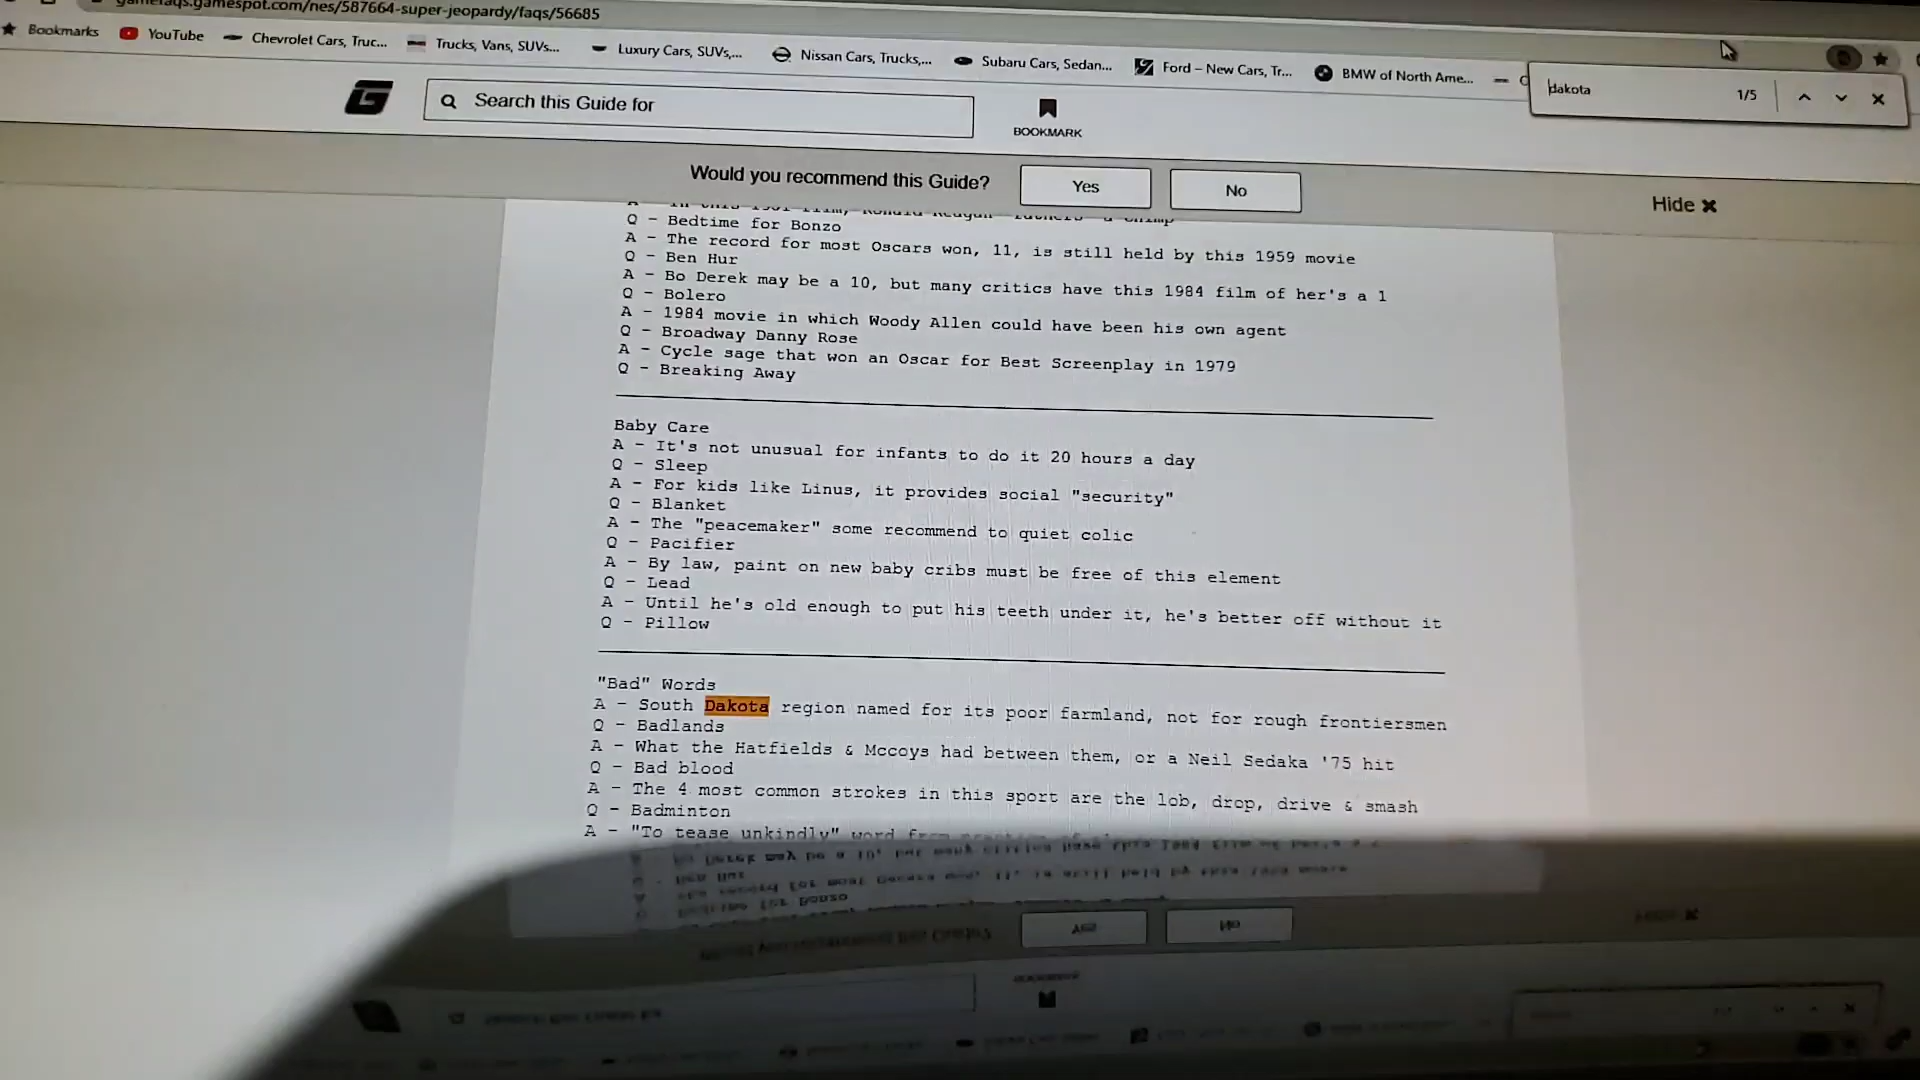 gamefaqs.gamespot.com/nes/587664-super-jeopardy/faqs/56685
Bookmarks YouTube Chevrolet Cars, Truc... Trucks, Vans, SUVs... Luxury Cars, SUVs,... Nissan Cars, Trucks,... Subaru Cars, Sedan... Ford – New Cars, Tr... BMW of North Ame...
dakota 1/5
Search this Guide for
BOOKMARK
Would you recommend this Guide? Yes No
Hide ✖
Q - Bedtime for Bonzo
A - The record for most Oscars won, 11, is still held by this 1959 movie
Q - Ben Hur
A - Bo Derek may be a 10, but many critics have this 1984 film of her's a 1
Q - Bolero
A - 1984 movie in which Woody Allen could have been his own agent
Q - Broadway Danny Rose
A - Cycle sage that won an Oscar for Best Screenplay in 1979
Q - Breaking Away
Baby Care
A - It's not unusual for infants to do it 20 hours a day
Q - Sleep
A - For kids like Linus, it provides social "security"
Q - Blanket
A - The "peacemaker" some recommend to quiet colic
Q - Pacifier
A - By law, paint on new baby cribs must be free of this element
Q - Lead
A - Until he's old enough to put his teeth under it, he's better off without it
Q - Pillow
"Bad" Words
A - South Dakota region named for its poor farmland, not for rough frontiersmen
Q - Badlands
A - What the Hatfields & Mccoys had between them, or a Neil Sedaka '75 hit
Q - Bad blood
A - The 4 most common strokes in this sport are the lob, drop, drive & smash
Q - Badminton
A - "To tease unkindly" word